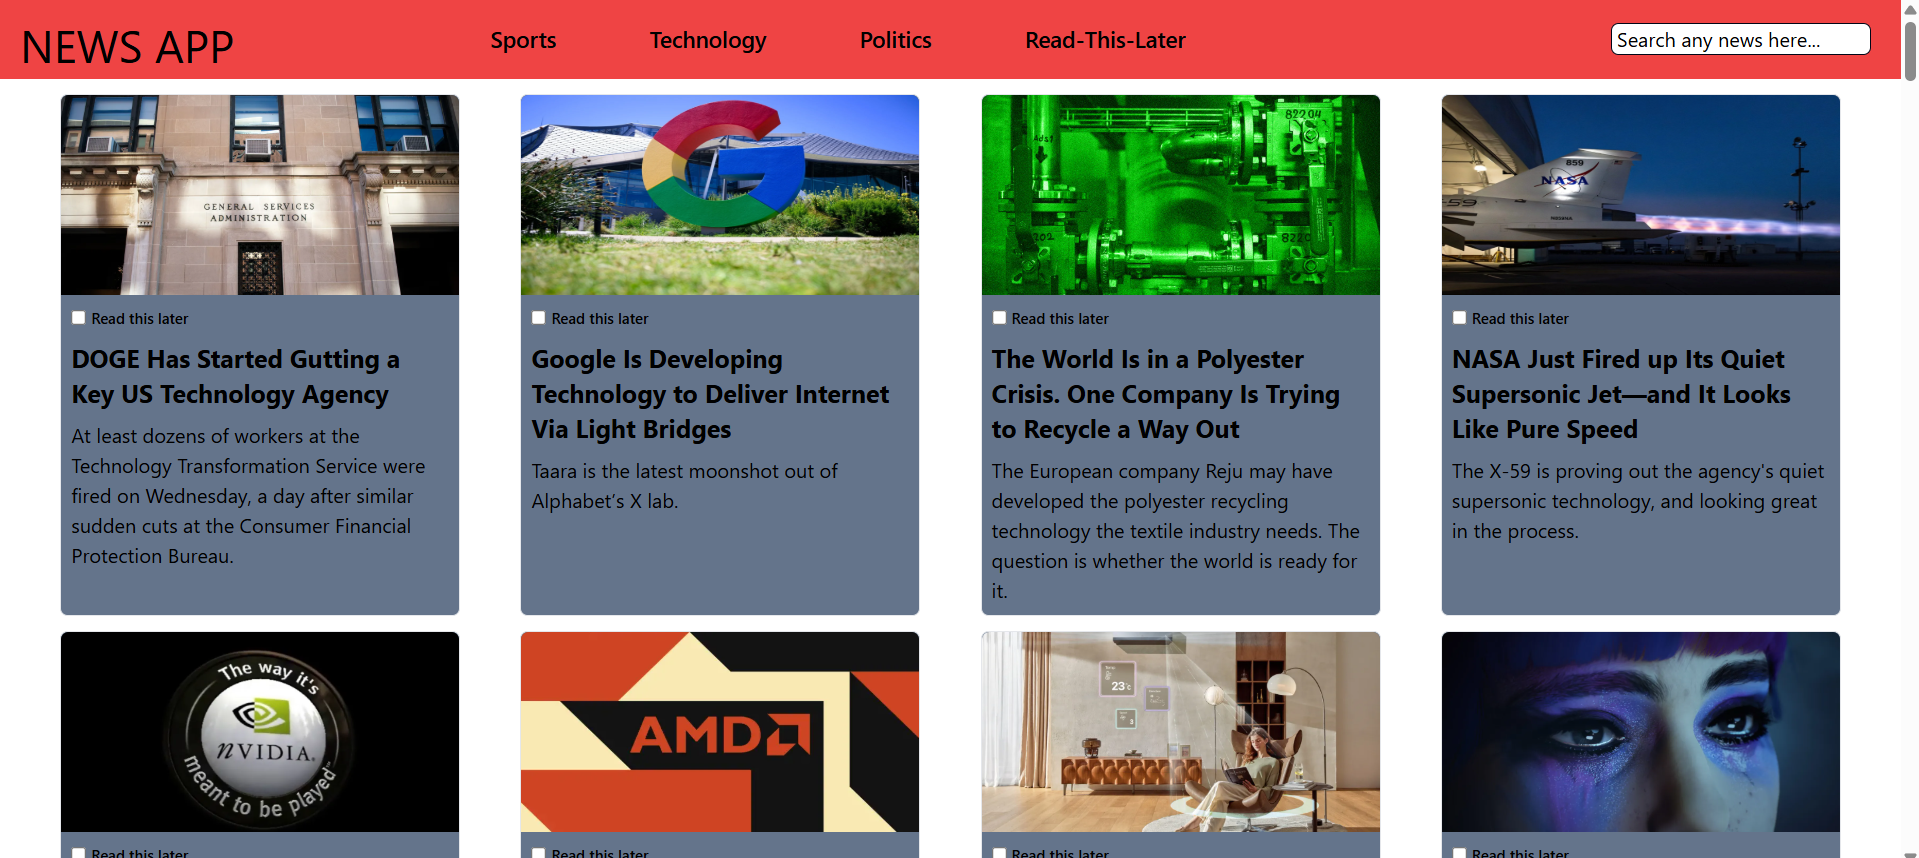 NEWS APP
Sports
Technology
Politics
Read-This-Later
Search any news here...
GENERAL SERVICES
ADMINISTRATION
82204
8220
859
NASA
Read this later
DOGE Has Started Gutting a
Key US Technology Agency
At least dozens of workers at the
Technology Transformation Service were
fired on Wednesday, a day after similar
sudden cuts at the Consumer Financial
Protection Bureau.
Read this later
Google Is Developing
Technology to Deliver Internet
Via Light Bridges
Taara is the latest moonshot out of
Alphabet’s X lab.
Read this later
The World Is in a Polyester
Crisis. One Company Is Trying
to Recycle a Way Out
The European company Reju may have
developed the polyester recycling
technology the textile industry needs. The
question is whether the world is ready for
it.
Read this later
NASA Just Fired up Its Quiet
Supersonic Jet—and It Looks
Like Pure Speed
The X-59 is proving out the agency's quiet
supersonic technology, and looking great
in the process.
The way it's
nVIDIA.
meant to be played
AMD
23°c
Read this later
Read this later
Read this later
Read this later